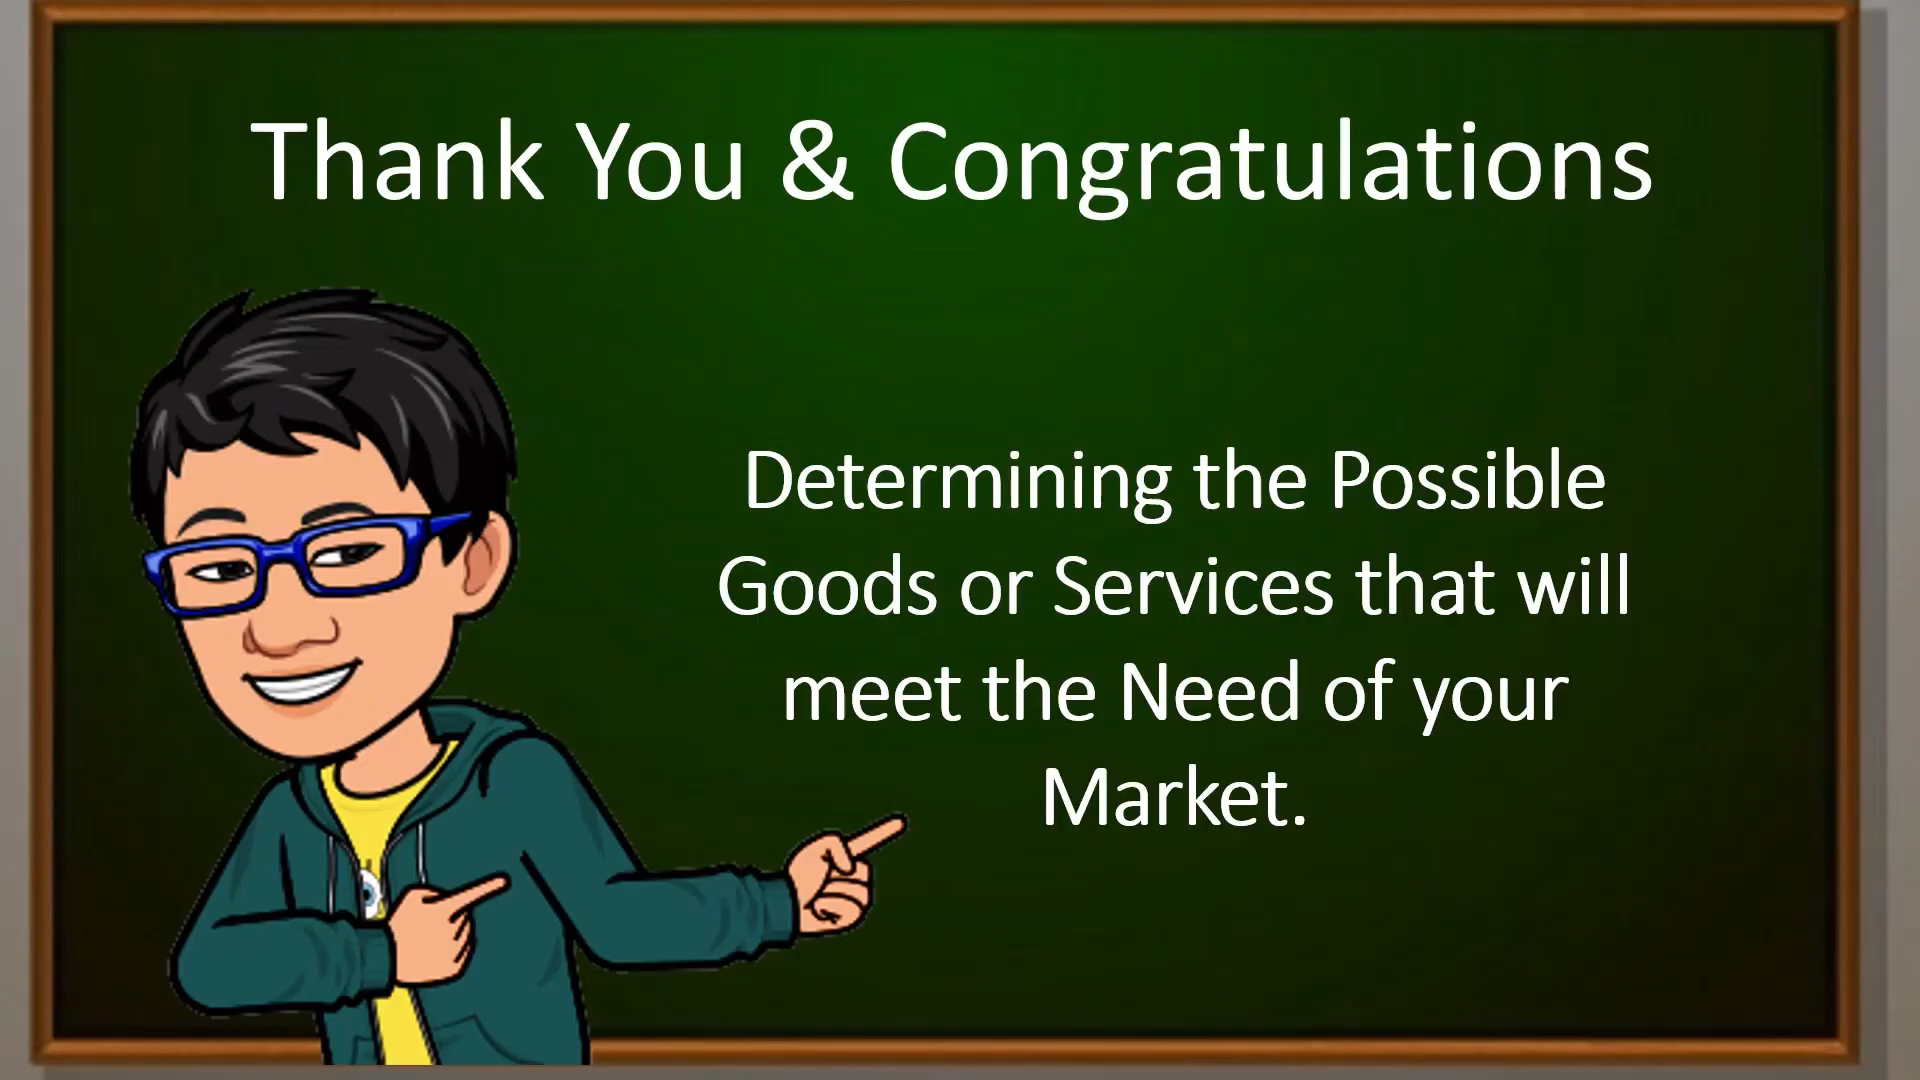 Thank You & Congratulations
Determining the Possible
Goods or Services that will
meet the Need of your
Market.